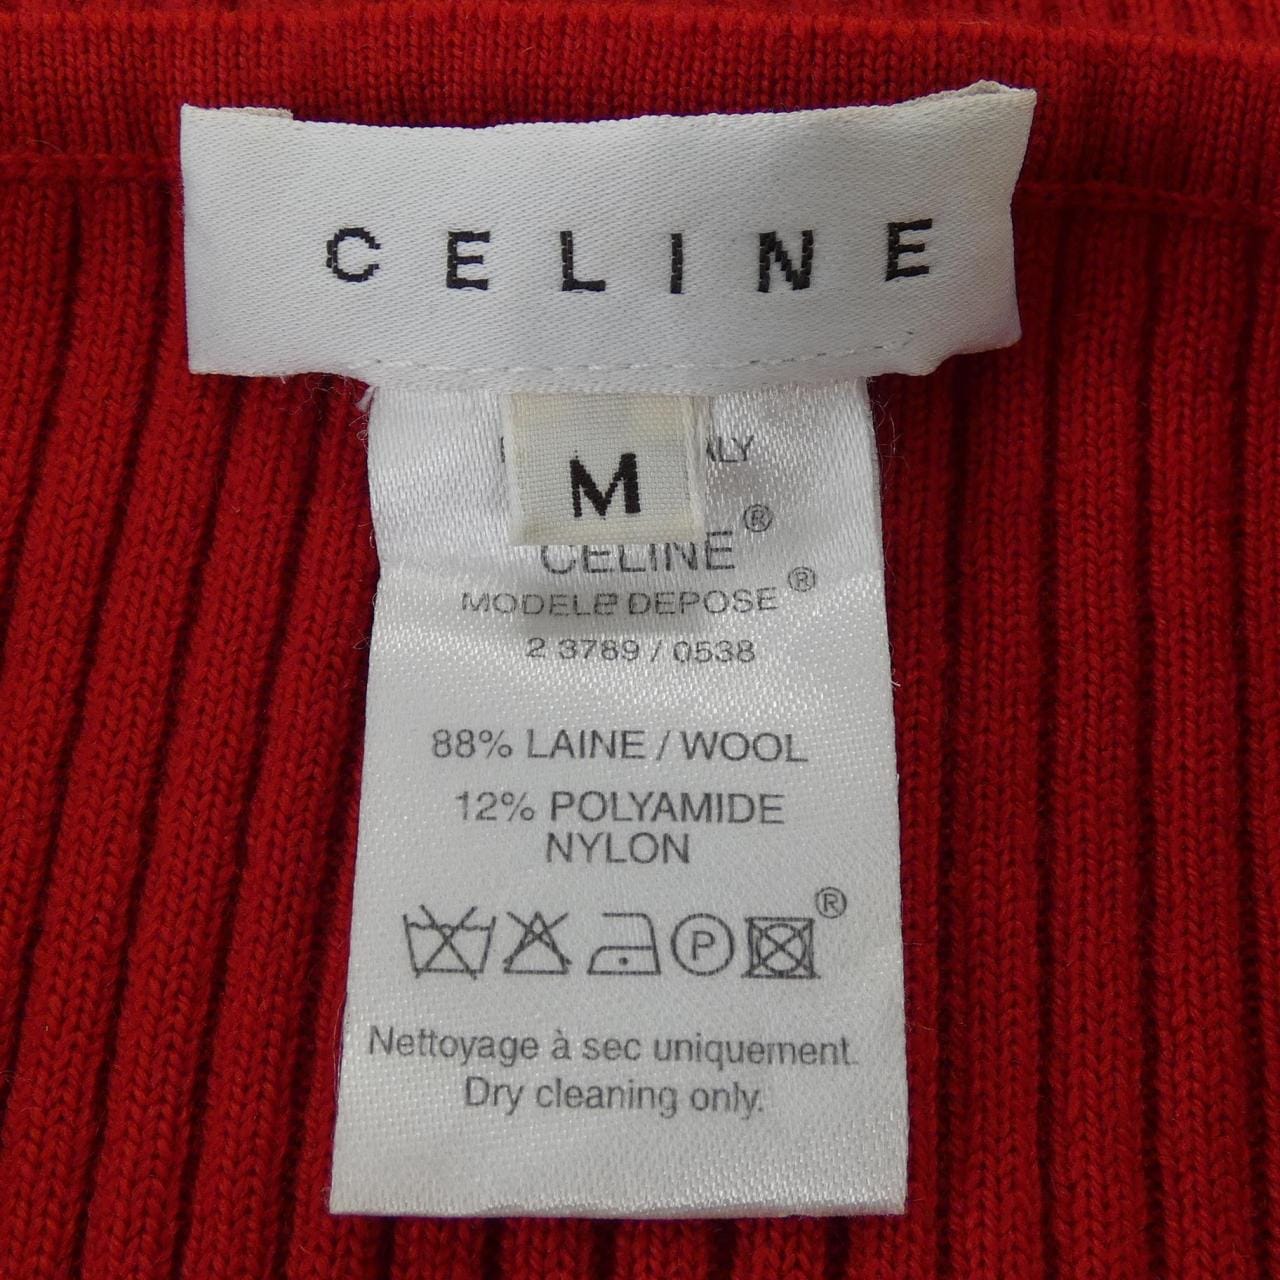 CELINE
M
CELINE®
MODELE DEPOSE®
2 3789 / 0538
88% LAINE / WOOL
12% POLYAMIDE
NYLON
P ®
Nettoyage à sec uniquement.
Dry cleaning only.